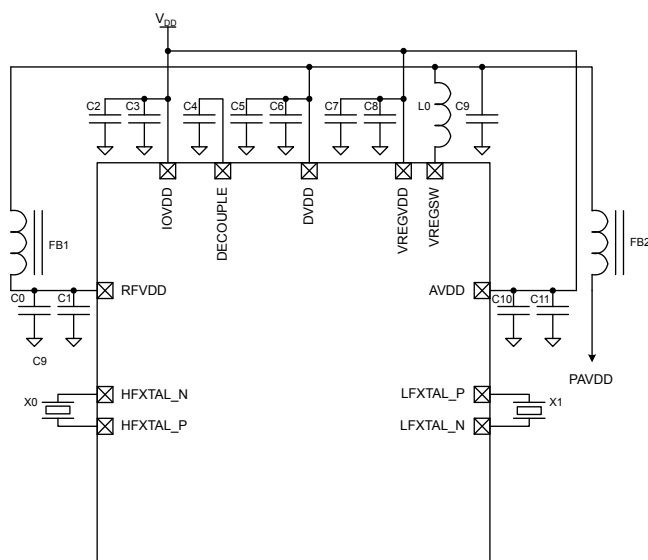 VDD
C2
C3
C4
C5
C6
C7
C8
L0
C9
IOVDD
DECOUPLE
DVDD
VREGVDD
VREGSW
FB1
FB2
RFVDD
AVDD
C0
C1
C10
C11
C9
PAVDD
X0
HFXTAL_N
HFXTAL_P
LFXTAL_P
LFXTAL_N
X1